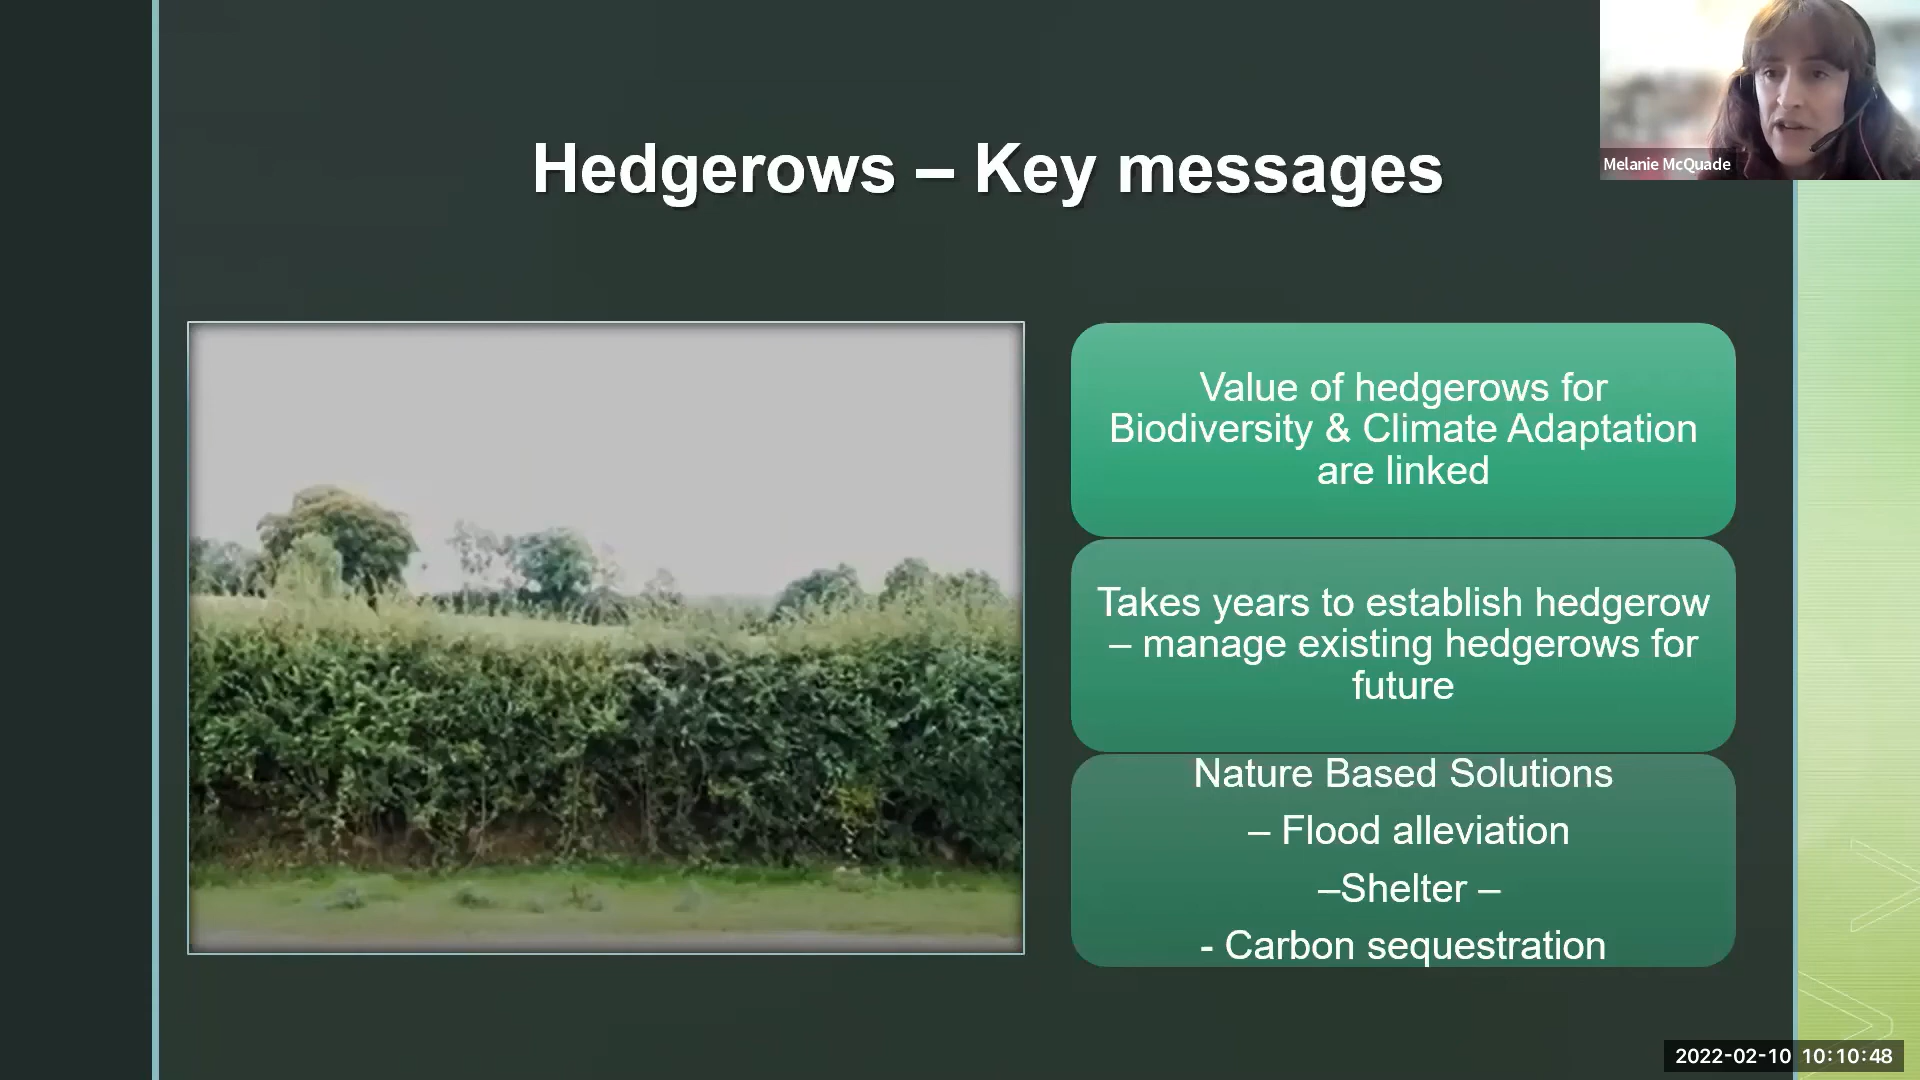 Melanie McQuade
Hedgerows – Key messages
Value of hedgerows for
Biodiversity & Climate Adaptation
are linked
Takes years to establish hedgerow
– manage existing hedgerows for
future
Nature Based Solutions
– Flood alleviation
–Shelter –
- Carbon sequestration
2022-02-10 10:10:48